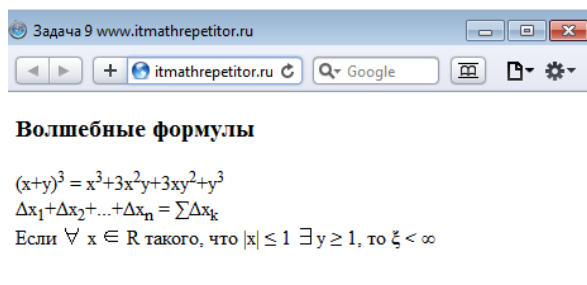 Задача 9 www.itmathrepetitor.ru
itmathrepetitor.ru Google
Волшебные формулы
(x+y)³ = x³+3x²y+3xy²+y³
Δx₁+Δx₂+...+Δxₙ = ∑Δxₖ
Если ∀ x ∈ R такого, что |x| ≤ 1 ∃ y ≥ 1, то ξ < ∞